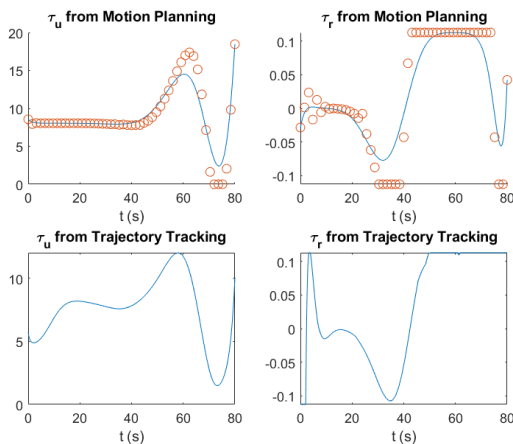 τu from Motion Planning
20
15
10
5
0
0 20 40 60 80
t (s)
τr from Motion Planning
0.1
0.05
0
-0.05
-0.1
0 20 40 60 80
t (s)
τu from Trajectory Tracking
10
5
0
0 20 40 60 80
t (s)
τr from Trajectory Tracking
0.1
0.05
0
-0.05
-0.1
0 20 40 60 80
t (s)